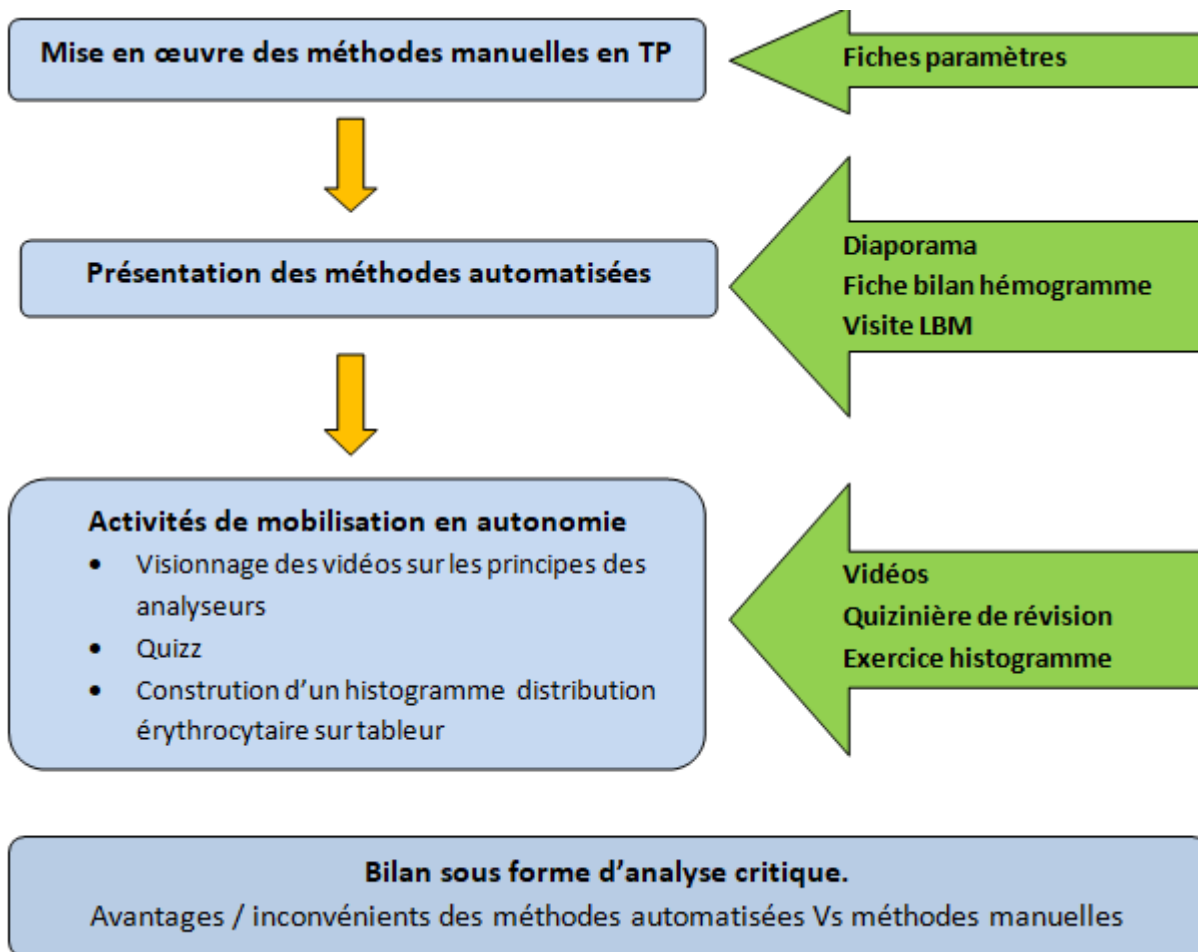 Mise en œuvre des méthodes manuelles en TP
Fiches paramètres
Présentation des méthodes automatisées
Diaporama
Fiche bilan hémogramme
Visite LBM
Activités de mobilisation en autonomie
• Visionnage des vidéos sur les principes des
analyseurs
• Quizz
• Constrution d'un histogramme distribution
érythrocytaire sur tableur
Vidéos
Quizinière de révision
Exercice histogramme
Bilan sous forme d'analyse critique.
Avantages / inconvénients des méthodes automatisées Vs méthodes manuelles